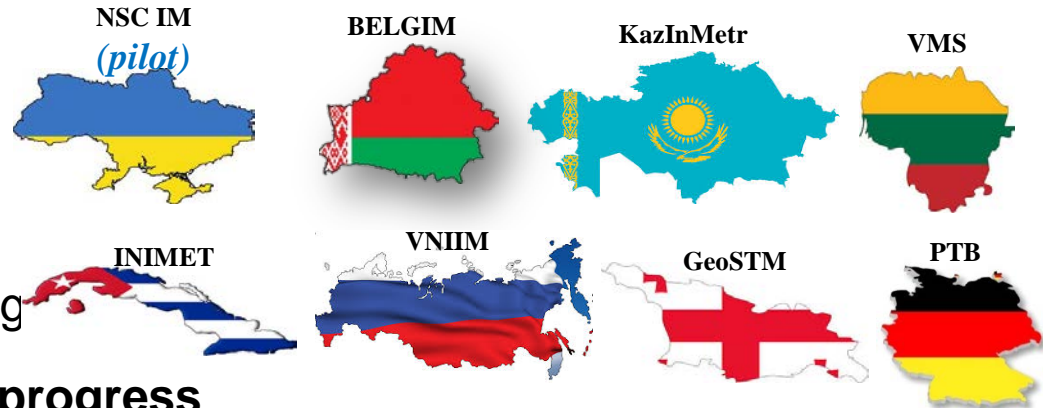 NSC IM
(pilot)
BELGIM
KazInMetr
VMS
INIMET
VNIIM
GeoSTM
PTB
g
progress